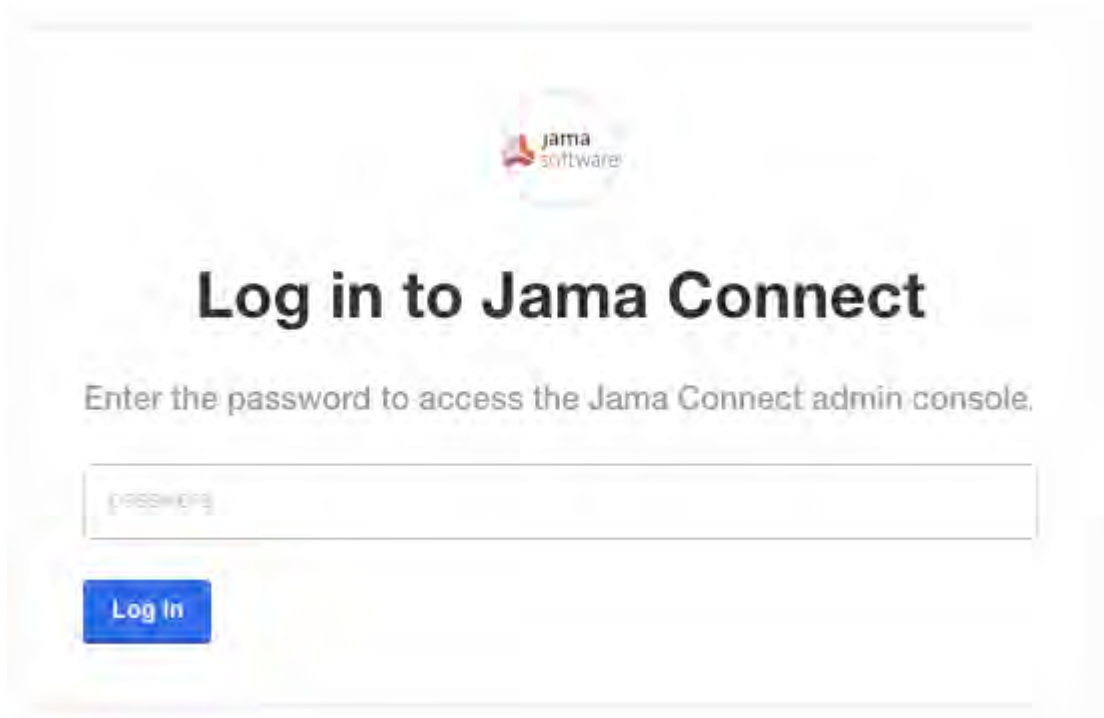 jama
software
Log in to Jama Connect
Enter the password to access the Jama Connect admin console.
password
Log in